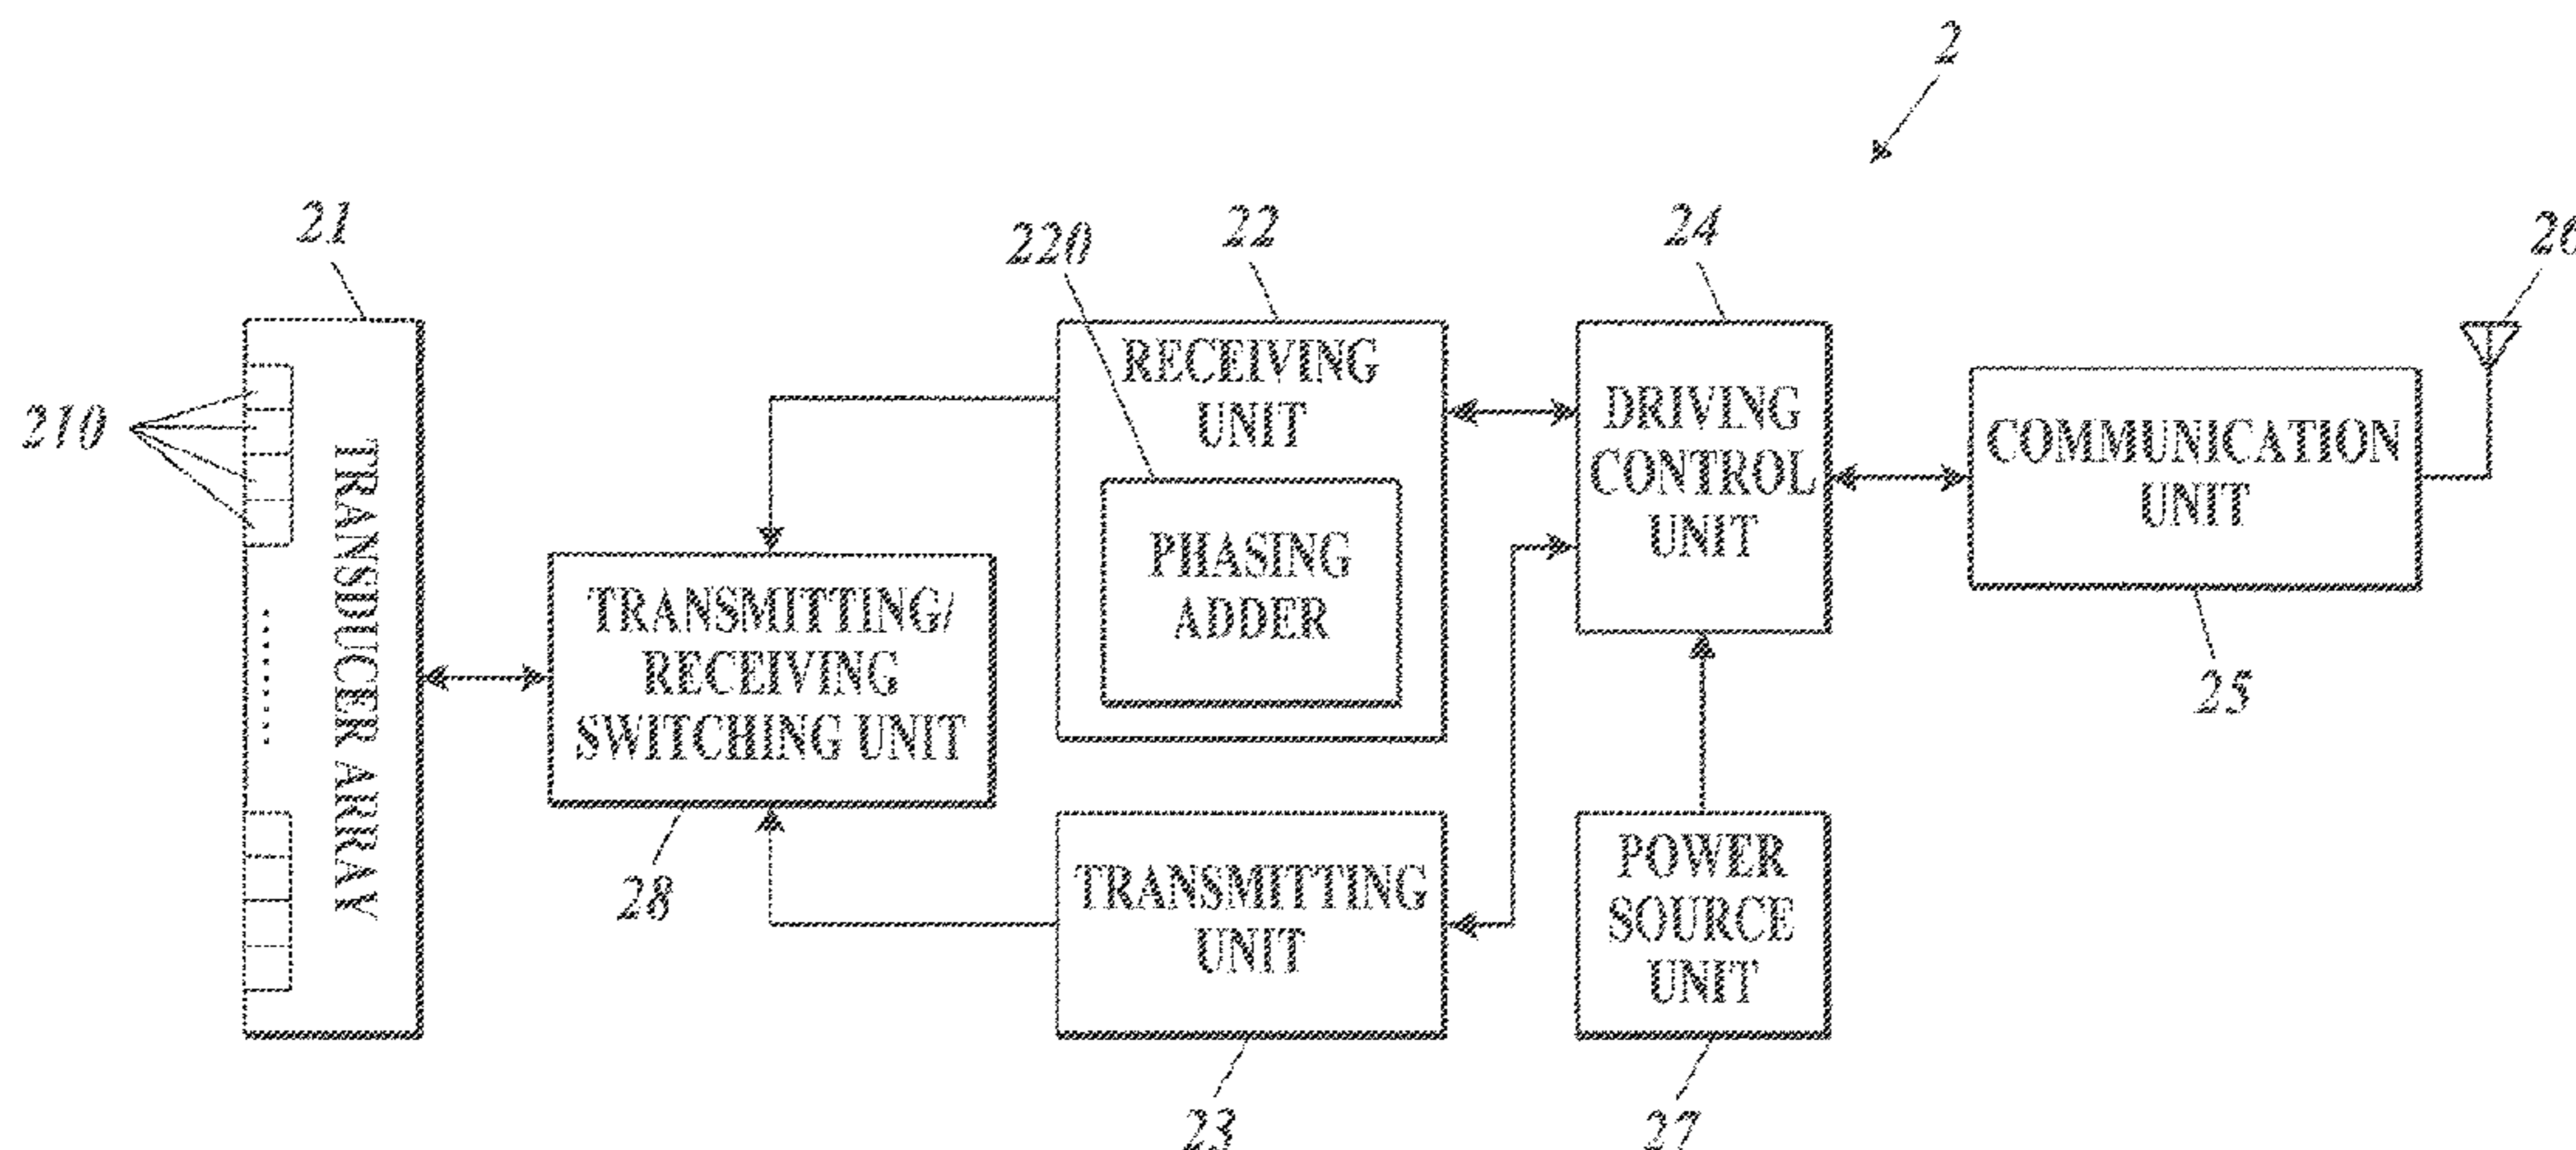 2
21
22
24
26
220
210
RECEIVING
UNIT
DRIVING
CONTROL
UNIT
COMMUNICATION
UNIT
TRANSDUCER ARRAY
PHASING
ADDER
TRANSMITTING/
RECEIVING
SWITCHING UNIT
25
28
TRANSMITTING
UNIT
POWER
SOURCE
UNIT
23
27